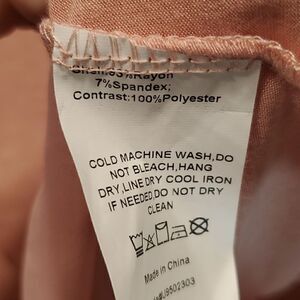 Shell:93%Rayon
7%Spandex;
Contrast:100%Polyester
COLD MACHINE WASH,DO
NOT BLEACH,HANG
DRY,LINE DRY COOL IRON
IF NEEDED,DO NOT DRY
CLEAN
Made in China